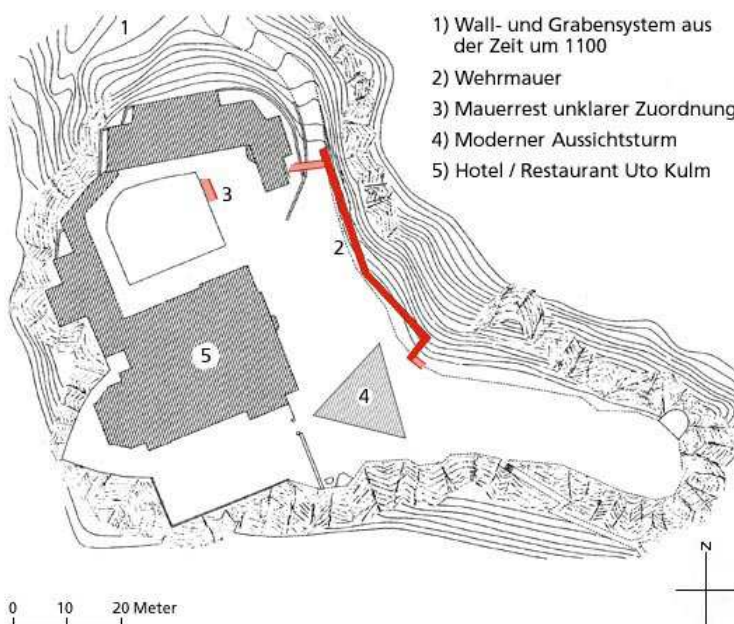 1
1) Wall- und Grabensystem aus
der Zeit um 1100
2) Wehrmauer
3) Mauerrest unklarer Zuordnung
4) Moderner Aussichtsturm
5) Hotel / Restaurant Uto Kulm
3
2
5
4
N
0 10 20 Meter